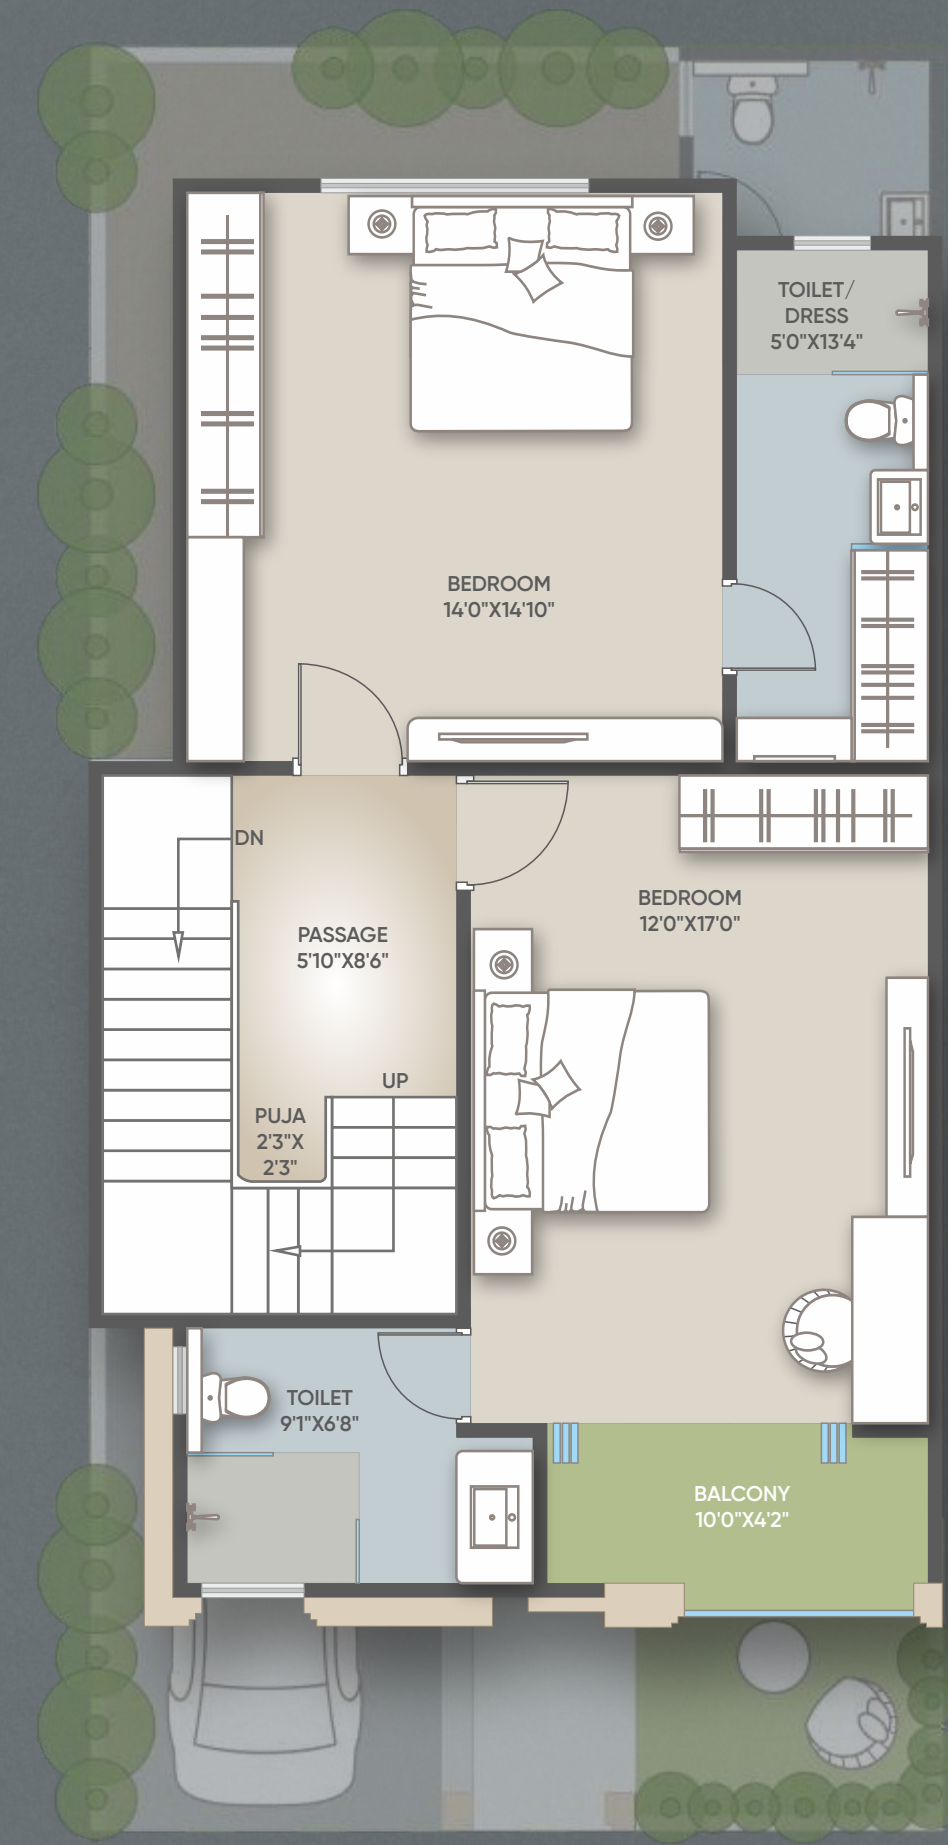 TOILET/
DRESS
5'0"X13'4"
BEDROOM
14'0"X14'10"
DN
BEDROOM
12'0"X17'0"
PASSAGE
5'10"X8'6"
UP
PUJA
2'3"X
2'3"
TOILET
9'1"X6'8"
BALCONY
10'0"X4'2"